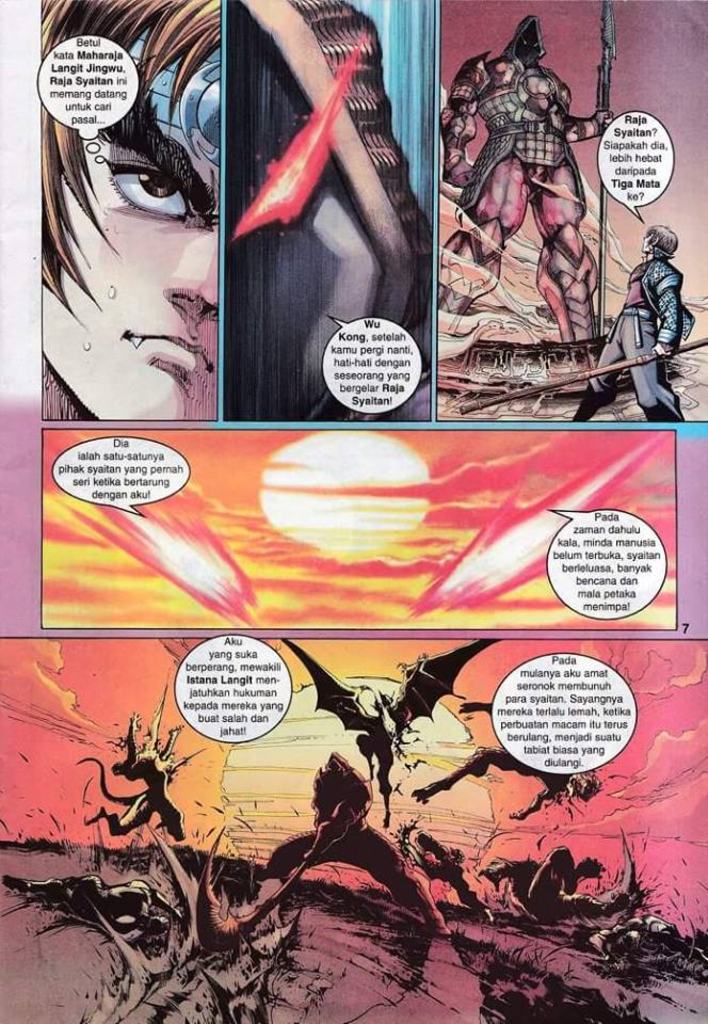 Betul
kata Maharaja
Langit Jingwu,
Raja Syaitan ini
memang datang
untuk cari
pasal...
Wu
Kong, setelah
kamu pergi nanti,
hati-hati dengan
seseorang yang
bergelar Raja
Syaitan!
Raja
Syaitan?
Siapakah dia,
lebih hebat
daripada
Tiga Mata
ke?
Dia
ialah satu-satunya
pihak syaitan yang pernah
seri ketika bertarung
dengan aku!
Pada
zaman dahulu
kala, minda manusia
belum terbuka, syaitan
berleluasa, banyak
bencana dan
mala petaka
menimpa!
7
Aku
yang suka
berperang, mewakili
Istana Langit men-
jatuhkan hukuman
kepada mereka yang
buat salah dan
jahat!
Pada
mulanya aku amat
seronok membunuh
para syaitan. Sayangnya
mereka terlalu lemah, ketika
perbuatan macam itu terus
berulang, menjadi suatu
tabiat biasa yang
diulangi.